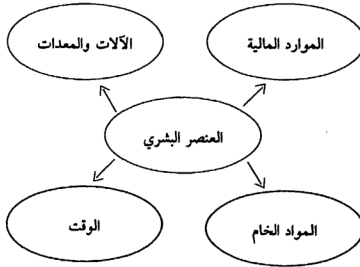 الموارد المالية
الآلات والمعدات
العنصر البشري
المواد الخام
الوقت